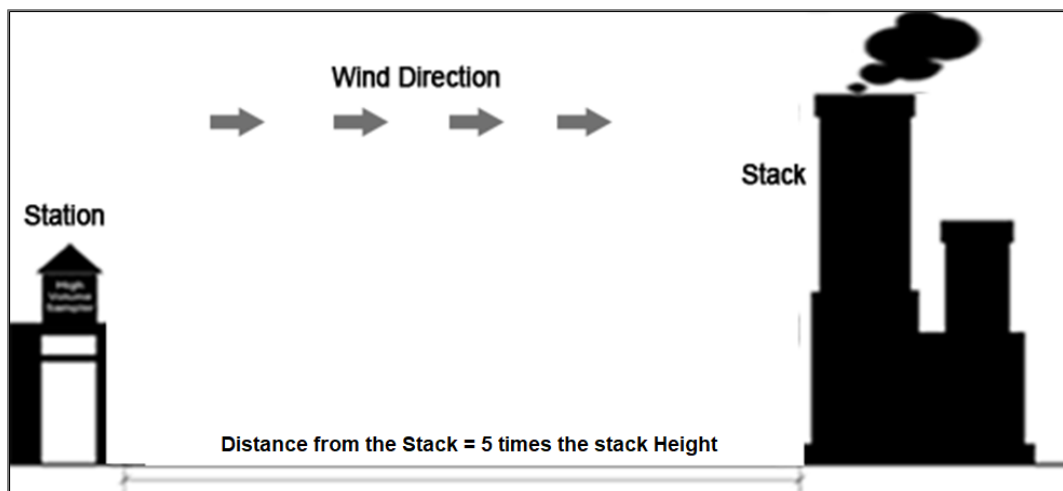 Wind Direction
Stack
Station
High
Volume
Sampler
Distance from the Stack = 5 times the stack Height